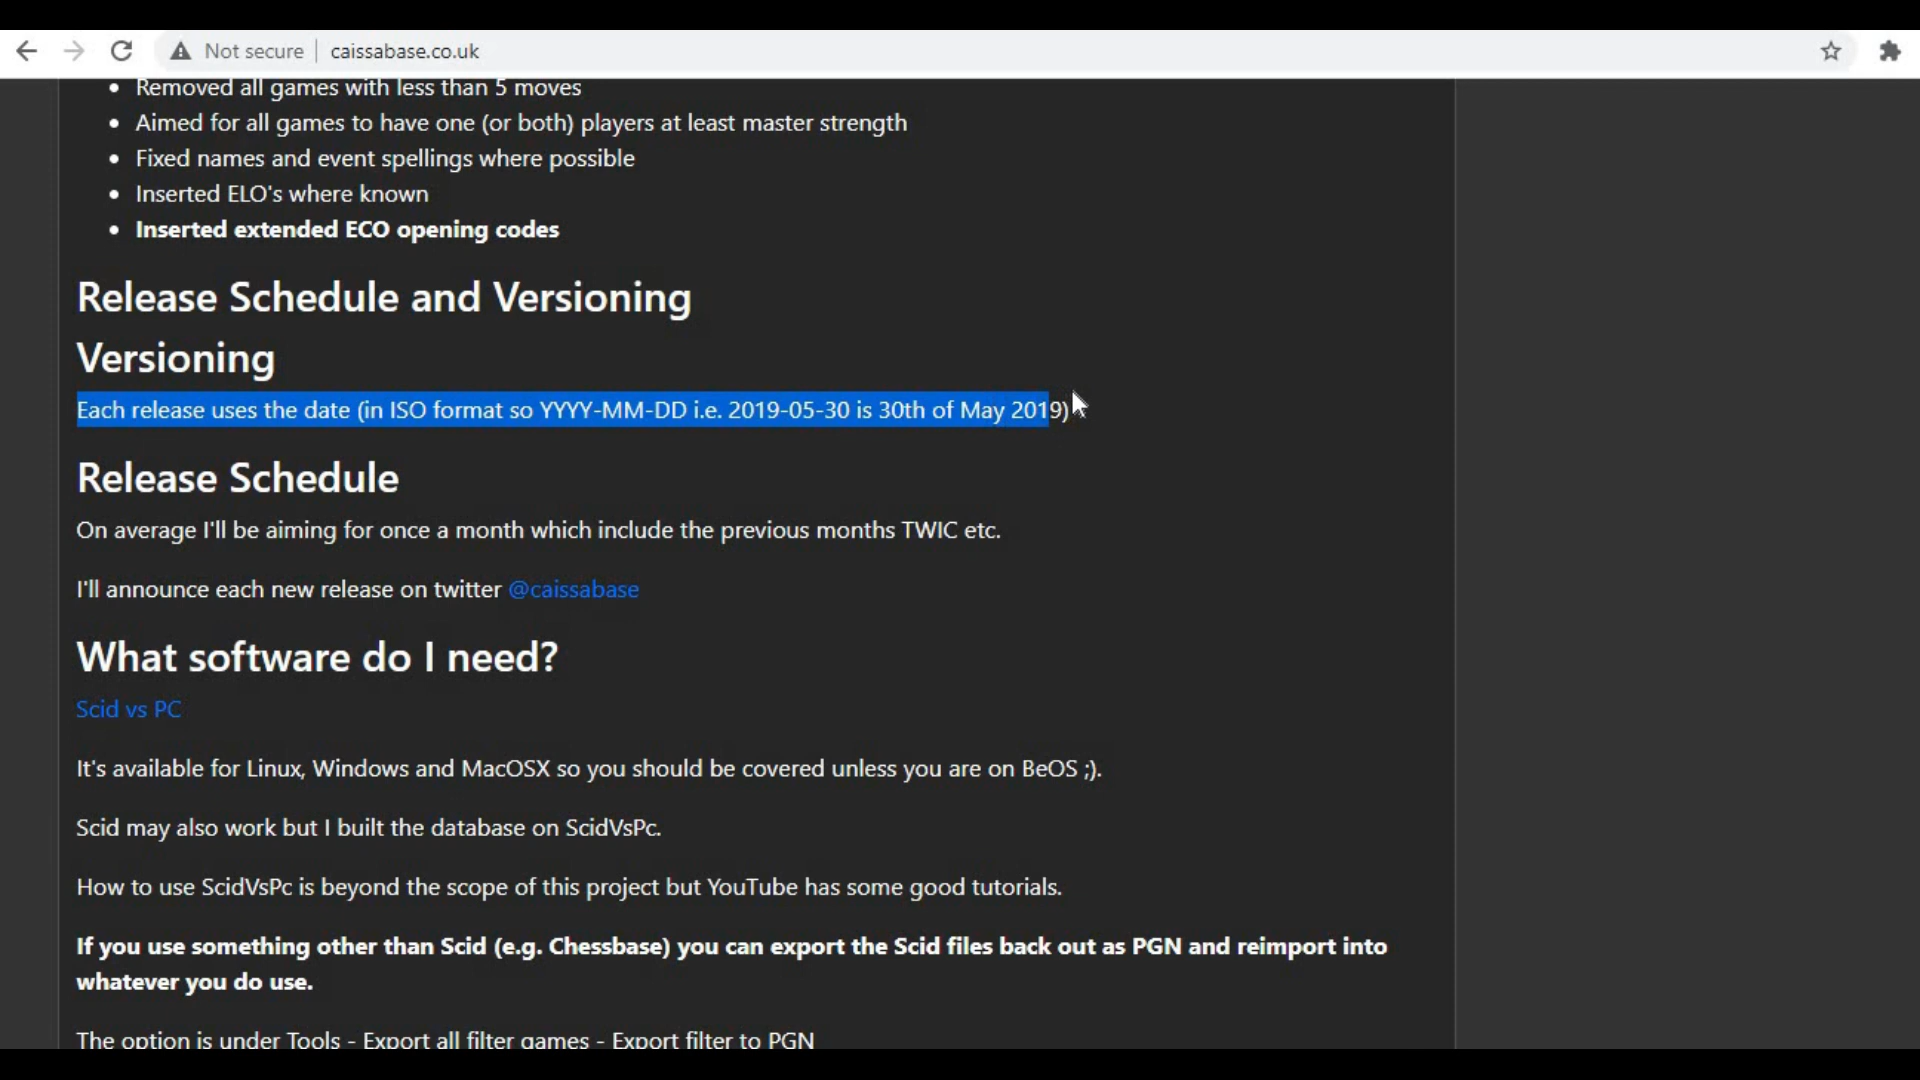 Not secure
caissabase.co.uk
Removed all games with less than 5 moves
Aimed for all games to have one (or both) players at least master strength
Fixed names and event spellings where possible
Inserted ELO's where known
Inserted extended ECO opening codes
Release Schedule and Versioning
Versioning
Each release uses the date (in ISO format so YYYY-MM-DD i.e. 2019-05-30 is 30th of May 2019)
Release Schedule
On average I'll be aiming for once a month which include the previous months TWIC etc.
I'll announce each new release on twitter @caissabase
What software do I need?
Scid vs PC
It's available for Linux, Windows and MacOSX so you should be covered unless you are on BeOS ;).
Scid may also work but I built the database on ScidVsPc.
How to use ScidVsPc is beyond the scope of this project but YouTube has some good tutorials.
If you use something other than Scid (e.g. Chessbase) you can export the Scid files back out as PGN and reimport into
whatever you do use.
The option is under Tools - Export all filter games - Export filter to PGN